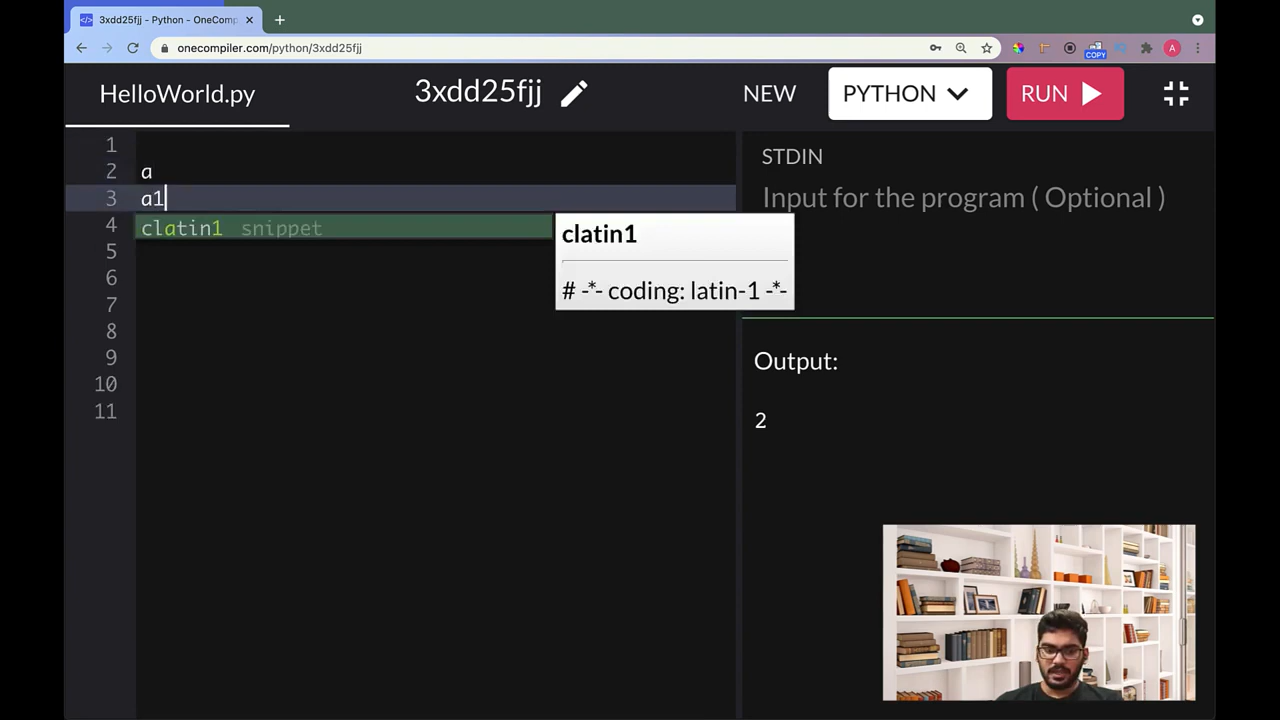 3xdd25fjj - Python - OneComp
onecompiler.com/python/3xdd25fjj
COPY
A
HelloWorld.py
3xdd25fjj
NEW
PYTHON
RUN
1
2 a
3 a1
4
5
6
7
8
9
10
11
clatin1 snippet
clatin1
# -*- coding: latin-1 -*-
STDIN
Input for the program ( Optional )
Output:
2